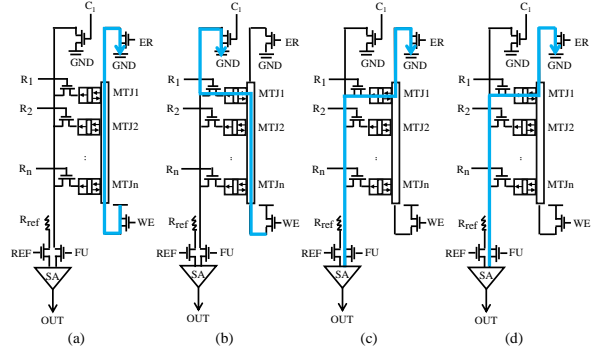 C1
ER
GND
GND
R1
MTJ1
R2
MTJ2
:
Rn
MTJn
Rref
WE
REF
FU
SA
OUT
(a)
C1
ER
GND
GND
R1
MTJ1
R2
MTJ2
:
Rn
MTJn
Rref
WE
REF
FU
SA
OUT
(b)
C1
ER
GND
GND
R1
MTJ1
R2
MTJ2
:
Rn
MTJn
Rref
WE
REF
FU
SA
OUT
(c)
C1
ER
GND
GND
R1
MTJ1
R2
MTJ2
:
Rn
MTJn
Rref
WE
REF
FU
SA
OUT
(d)